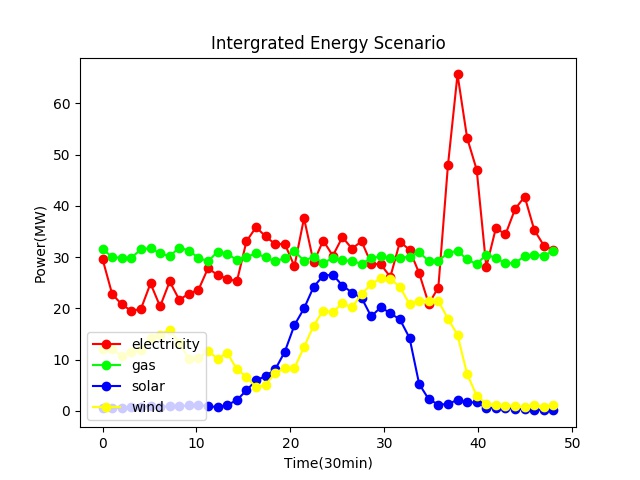 Intergrated Energy Scenario
Power(MW)
60
50
40
30
20
10
0
electricity
gas
solar
wind
0 10 20 30 40 50
Time(30min)